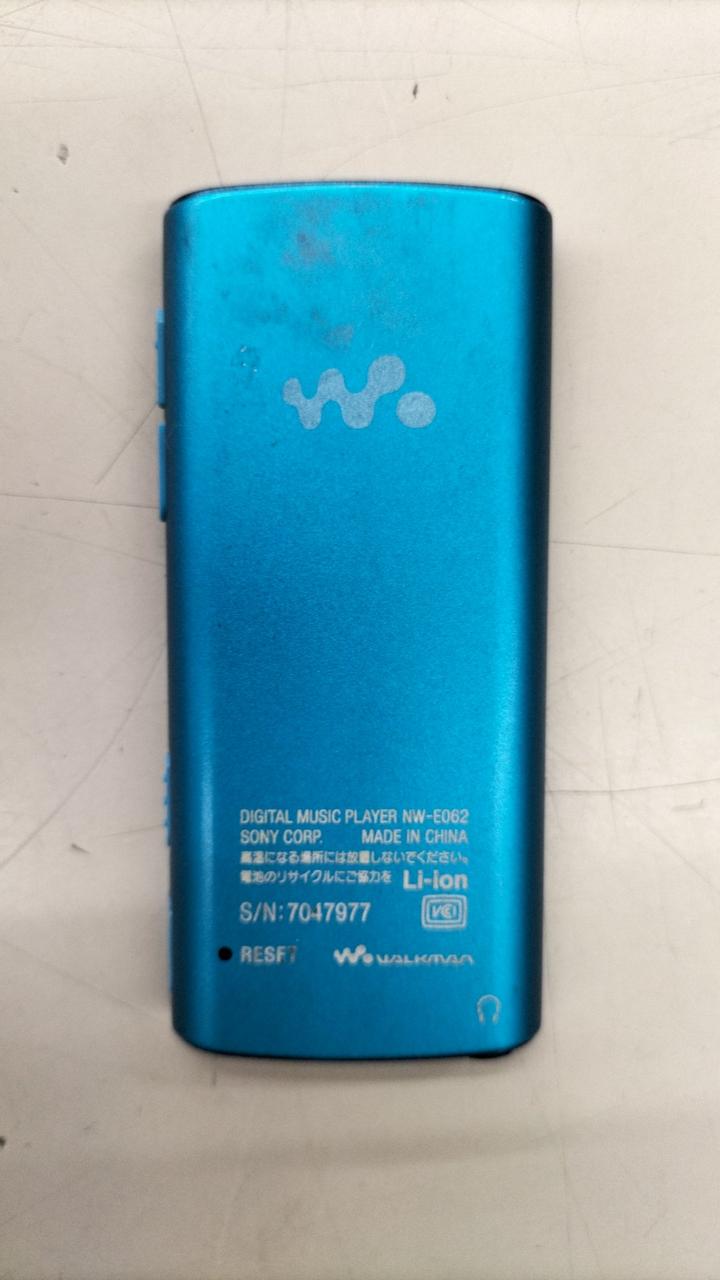 W.
DIGITAL MUSIC PLAYER NW-E062
SONY CORP. MADE IN CHINA
高温になる場所には放置しないでください。
電池のリサイクルにご協力を Li-ion
S/N: 7047977
VCI
RESET W. WALKMAN